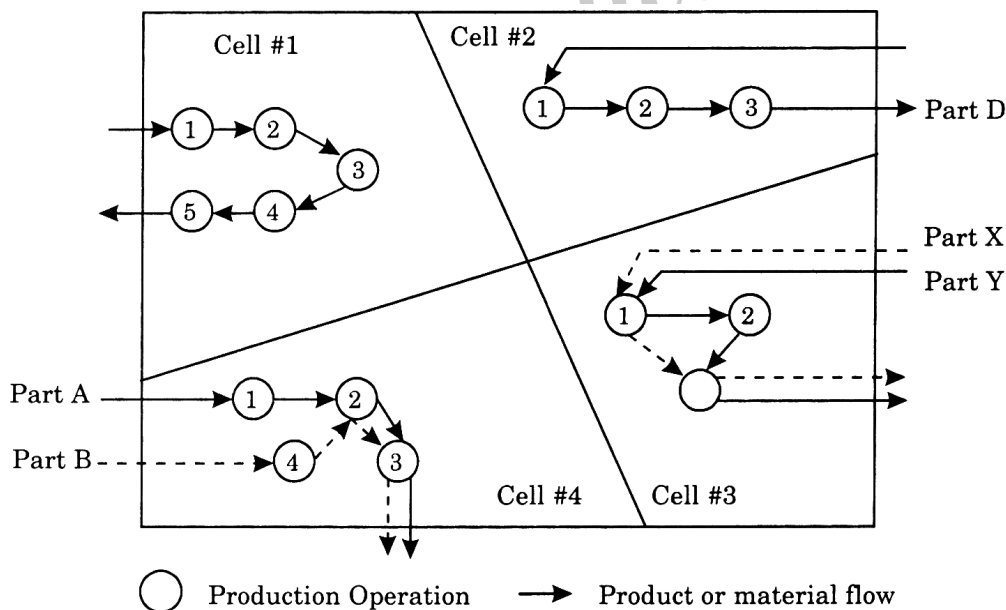 Cell #1
Cell #2
1 2 3
Part D
1 2
3
5 4
Part X
Part Y
1 2
Part A
1 2
Part B
4 3
Cell #4
Cell #3
Production Operation
Product or material flow